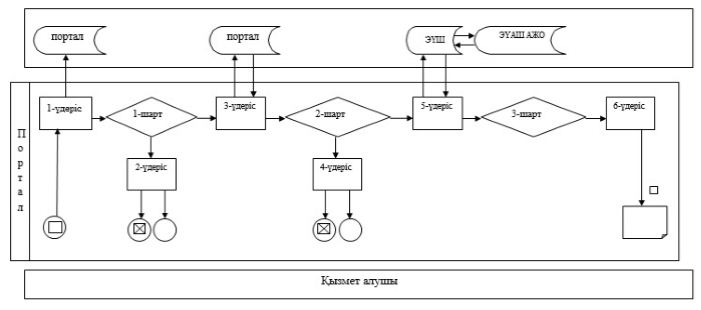 портал
портал
ЭҮШ
ЭҮАШ АЖО
1-үдеріс
1-шарт
3-үдеріс
2-шарт
5-үдеріс
3-шарт
6-үдеріс
2-үдеріс
4-үдеріс
Портал
Қызмет алушы